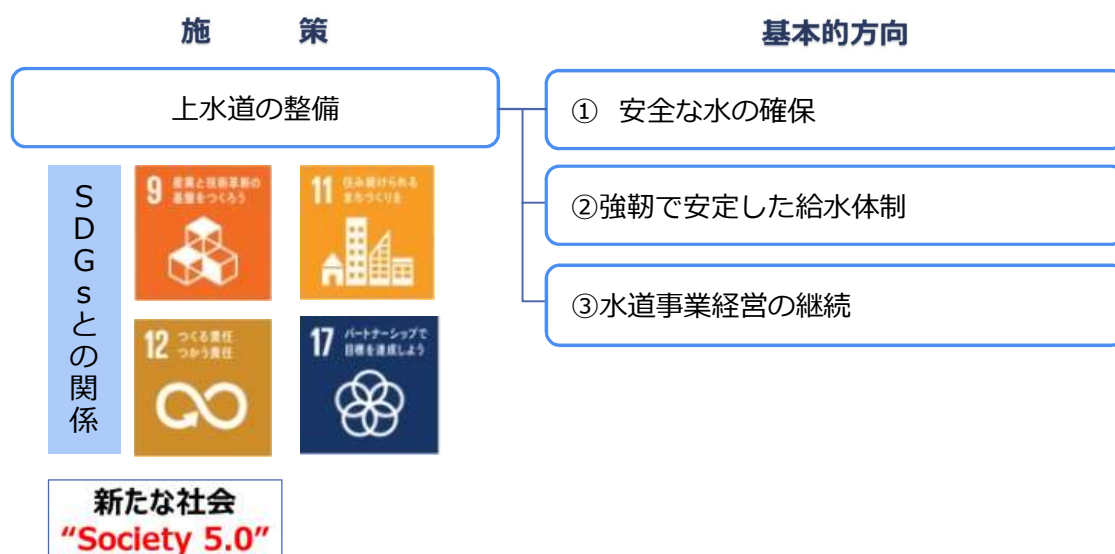 施 策
基本的方向
上水道の整備
① 安全な水の確保
②強靭で安定した給水体制
③水道事業経営の継続
SDGsとの関係
9 産業と技術革新の
基盤をつくろう
11 住み続けられる
まちづくりを
12 つくる責任
つかう責任
17 パートナーシップで
目標を達成しよう
新たな社会
“Society 5.0”